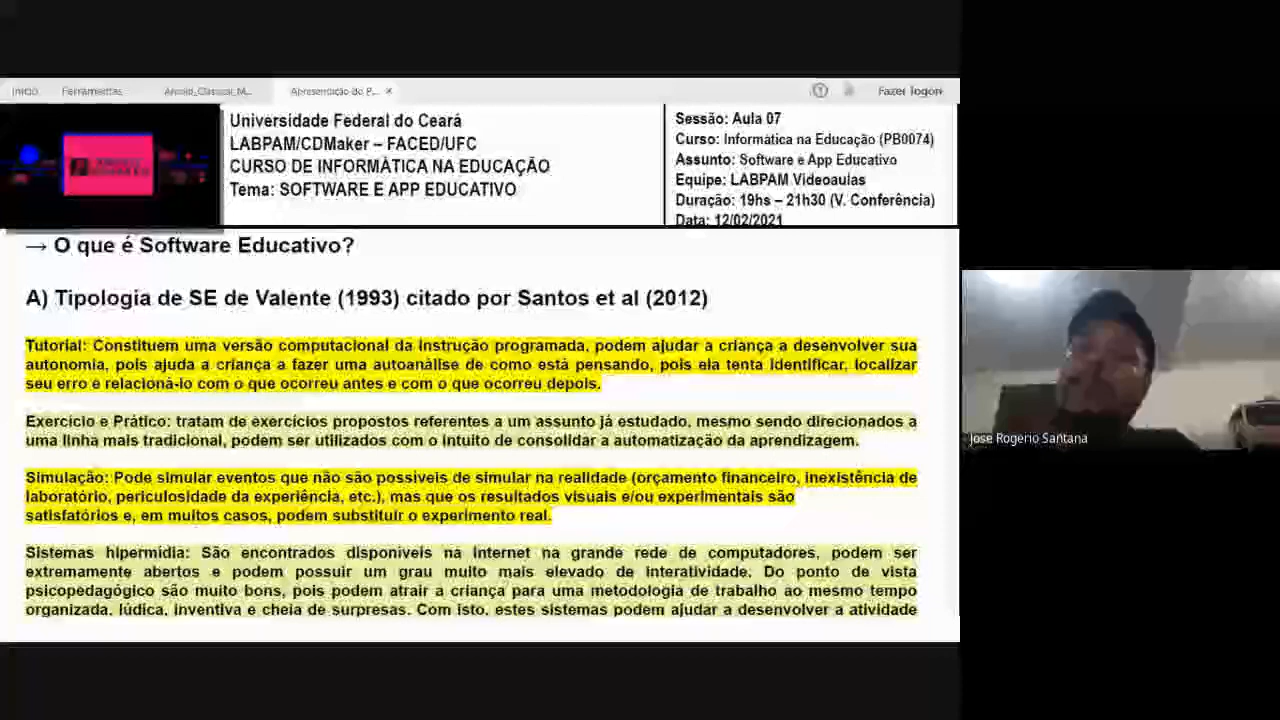 Início Ferramentas Arnold_Classical_M... Apresentação do P... × Fazer logon
Universidade Federal do Ceará
LABPAM/CDMaker – FACED/UFC
CURSO DE INFORMÁTICA NA EDUCAÇÃO
Tema: SOFTWARE E APP EDUCATIVO
Sessão: Aula 07
Curso: Informática na Educação (PB0074)
Assunto: Software e App Educativo
Equipe: LABPAM Videoaulas
Duração: 19hs – 21h30 (V. Conferência)
Data: 12/02/2021
→ O que é Software Educativo?
A) Tipologia de SE de Valente (1993) citado por Santos et al (2012)
Tutorial: Constituem uma versão computacional da instrução programada, podem ajudar a criança a desenvolver sua
autonomia, pois ajuda a criança a fazer uma autoanálise de como está pensando, pois ela tenta identificar, localizar
seu erro e relacioná-lo com o que ocorreu antes e com o que ocorreu depois.
Exercício e Prático: tratam de exercícios propostos referentes a um assunto já estudado, mesmo sendo direcionados a
uma linha mais tradicional, podem ser utilizados com o intuito de consolidar a automatização da aprendizagem.
Simulação: Pode simular eventos que não são possíveis de simular na realidade (orçamento financeiro, inexistência de
laboratório, periculosidade da experiência, etc.), mas que os resultados visuais e/ou experimentais são
satisfatórios e, em muitos casos, podem substituir o experimento real.
Sistemas hipermídia: São encontrados disponíveis na Internet na grande rede de computadores, podem ser
extremamente abertos e podem possuir um grau muito mais elevado de interatividade. Do ponto de vista
psicopedagógico são muito bons, pois podem atrair a criança para uma metodologia de trabalho ao mesmo tempo
organizada, lúdica, inventiva e cheia de surpresas. Com isto, estes sistemas podem ajudar a desenvolver a atividade
Jose Rogerio Santana